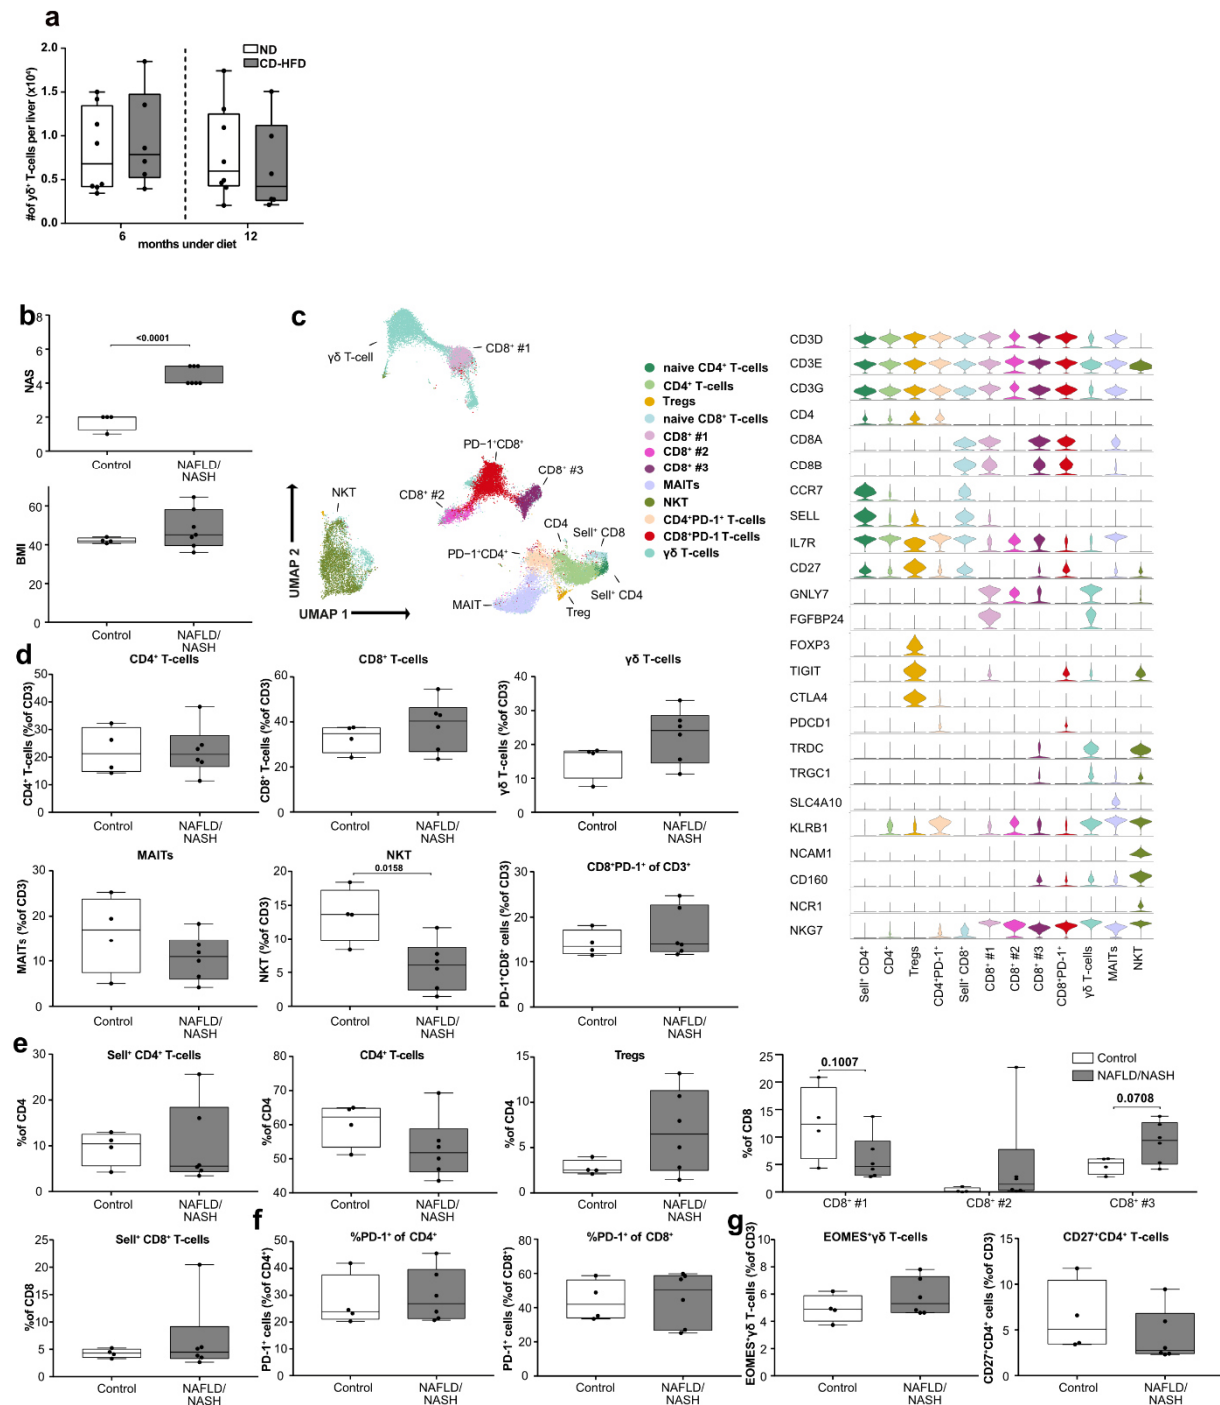 a
ND
CD-HFD
#of γδ⁺ T-cells per liver (x10⁴)
2.0
1.5
1.0
0.5
0.0
6
12
months under diet
b
<0.0001
NAS
8
6
4
2
0
Control
NAFLD/
NASH
BMI
60
40
20
0
Control
NAFLD/
NASH
c
γδ T-cell
CD8⁺ #1
PD−1⁺CD8⁺
CD8⁺ #3
CD8⁺ #2
NKT
CD4
Sell⁺ CD8
PD-1⁺CD4⁺
MAIT
Treg
Sell⁺ CD4
UMAP 2
UMAP 1
naive CD4⁺ T-cells
CD4⁺ T-cells
Tregs
naive CD8⁺ T-cells
CD8⁺ #1
CD8⁺ #2
CD8⁺ #3
MAITs
NKT
CD4⁺PD-1⁺ T-cells
CD8⁺PD-1 T-cells
γδ T-cells
CD3D
CD3E
CD3G
CD4
CD8A
CD8B
CCR7
SELL
IL7R
CD27
GNLY7
FGFBP24
FOXP3
TIGIT
CTLA4
PDCD1
TRDC
TRGC1
SLC4A10
KLRB1
NCAM1
CD160
NCR1
NKG7
Sell⁺ CD4⁺
CD4⁺
Tregs
CD4⁺PD-1⁺
Sell⁺ CD8⁺
CD8⁺ #1
CD8⁺ #2
CD8⁺ #3
CD8⁺PD-1⁺
γδ T-cells
MAITs
NKT
d
CD4⁺ T-cells
CD4⁺ T-cells (%of CD3)
50
40
30
20
10
0
Control
NAFLD/
NASH
CD8⁺ T-cells
CD8⁺ T-cells (%of CD3)
60
40
20
0
Control
NAFLD/
NASH
γδ T-cells
γδ T-cells (%of CD3)
40
30
20
10
0
Control
NAFLD/
NASH
MAITs
MAITs (%of CD3)
30
20
10
0
Control
NAFLD/
NASH
NKT
0.0158
NKT (%of CD3)
20
15
10
5
0
Control
NAFLD/
NASH
CD8⁺PD-1⁺ of CD3⁺
PD-1⁺CD8⁺ cells (%of CD3)
30
20
10
0
Control
NAFLD/
NASH
e
Sell⁺ CD4⁺ T-cells
%of CD4
30
20
10
0
Control
NAFLD/
NASH
CD4⁺ T-cells
%of CD4
80
70
60
50
40
Control
NAFLD/
NASH
Tregs
%of CD4
15
10
5
0
Control
NAFLD/
NASH
Control
NAFLD/NASH
0.1007
0.0708
%of CD8
25
20
15
10
5
0
CD8⁺ #1
CD8⁺ #2
CD8⁺ #3
Sell⁺ CD8⁺ T-cells
%of CD8
25
20
15
10
5
0
Control
NAFLD/
NASH
f
%PD-1⁺ of CD4⁺
PD-1⁺ cells (%of CD4⁺)
50
40
30
20
10
0
Control
NAFLD/
NASH
%PD-1⁺ of CD8⁺
PD-1⁺ cells (%of CD8⁺)
80
60
40
20
0
Control
NAFLD/
NASH
g
EOMES⁺γδ T-cells
EOMES⁺γδ T-cells (%of CD3)
10
8
6
4
2
0
Control
NAFLD/
NASH
CD27⁺CD4⁺ T-cells
CD27⁺CD4⁺ cells (%of CD3)
15
10
5
0
Control
NAFLD/
NASH